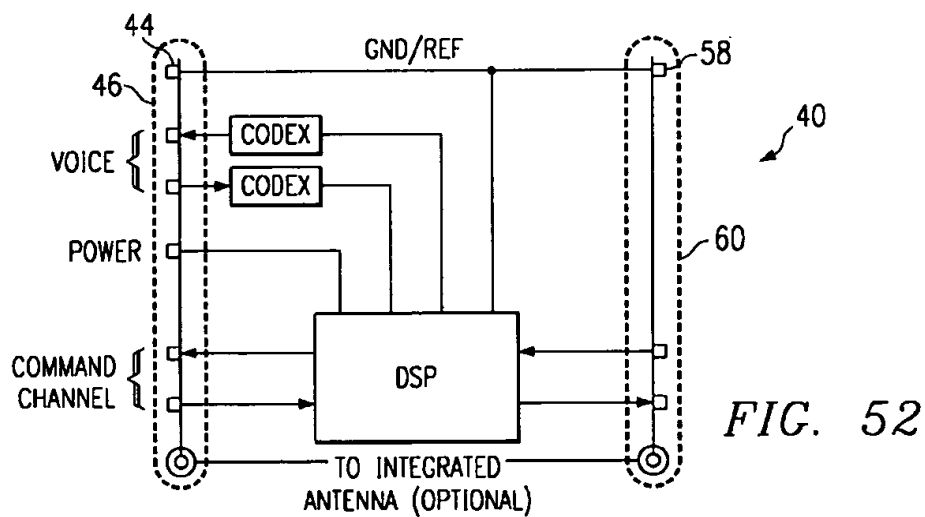 44
GND/REF
58
46
40
CODEX
VOICE
CODEX
POWER
60
COMMAND
CHANNEL
DSP
FIG. 52
TO INTEGRATED
ANTENNA (OPTIONAL)